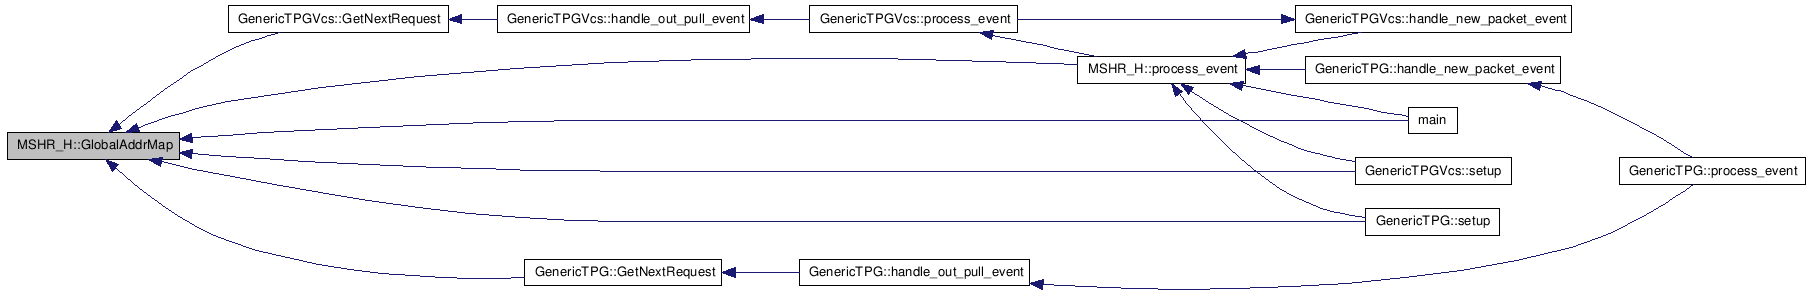 GenericTPGVcs::GetNextRequest
GenericTPGVcs::handle_out_pull_event
GenericTPGVcs::process_event
GenericTPGVcs::handle_new_packet_event
MSHR_H::process_event
GenericTPG::handle_new_packet_event
main
MSHR_H::GlobalAddrMap
GenericTPGVcs::setup
GenericTPG::process_event
GenericTPG::setup
GenericTPG::GetNextRequest
GenericTPG::handle_out_pull_event